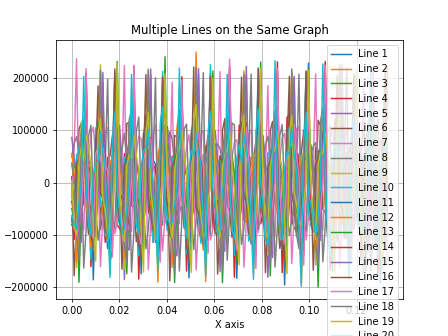 Multiple Lines on the Same Graph
200000
100000
0
−100000
−200000
0.00
0.02
0.04
0.06
0.08
0.10
X axis
Line 1
Line 2
Line 3
Line 4
Line 5
Line 6
Line 7
Line 8
Line 9
Line 10
Line 11
Line 12
Line 13
Line 14
Line 15
Line 16
Line 17
Line 18
Line 19
Line 20